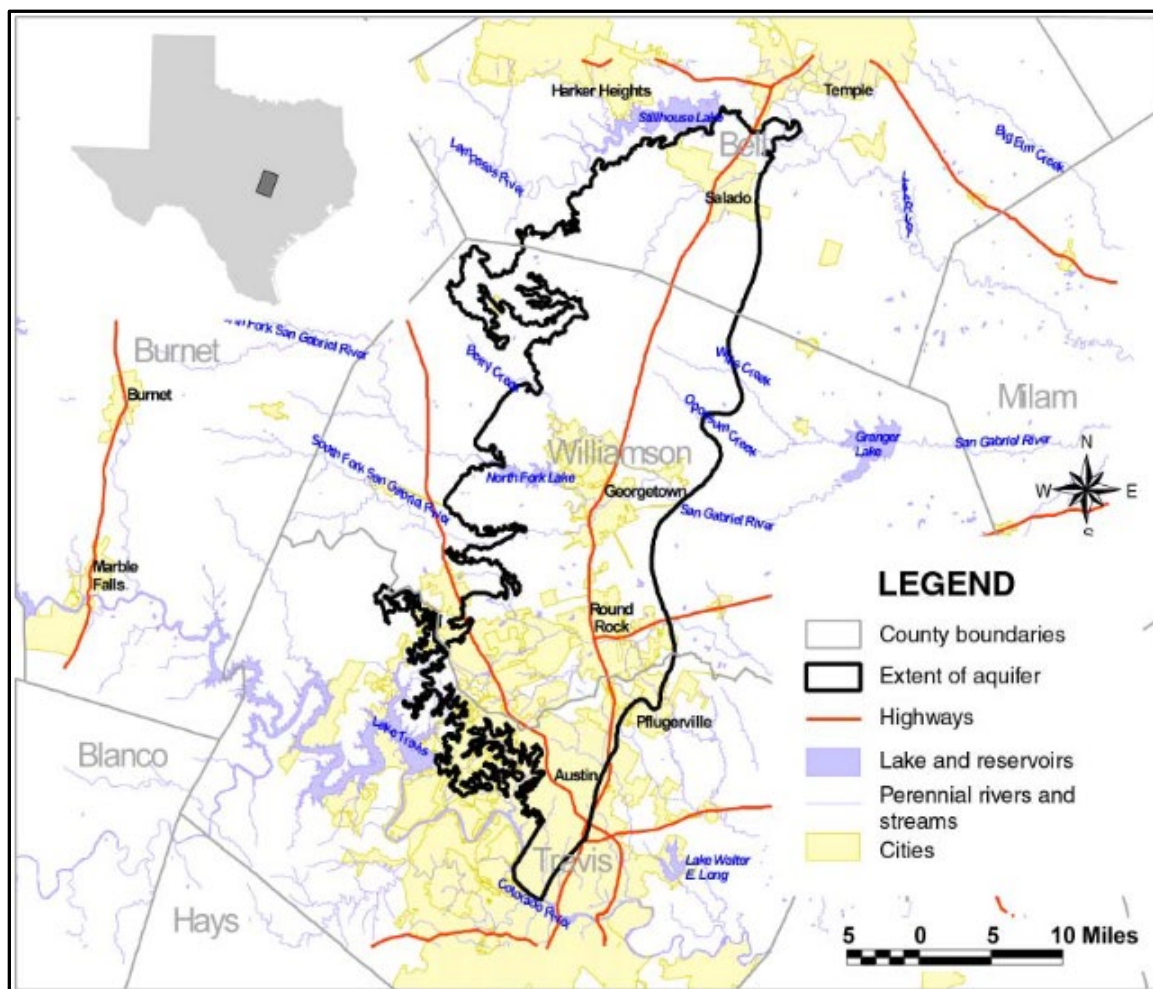 Harker Heights
Temple
Stillhouse Lake
Bell
Big Elm Creek
Lampasas River
Salado
Burnet
San Gabriel River
Burnet
Berry Creek
Willis Creek
Milam
Opossum Creek
Granger
Lake
San Gabriel River
N
Williamson
South Fork San Gabriel River
North Fork Lake
Georgetown
W
E
San Gabriel River
S
Marble
Falls
LEGEND
Round
Rock
County boundaries
Extent of aquifer
Pflugerville
Highways
Blanco
Lake Travis
Lake and reservoirs
Austin
Perennial rivers and
streams
Travis
Lake Walter
E. Long
Cities
Colorado River
Hays
5 0 5 10 Miles